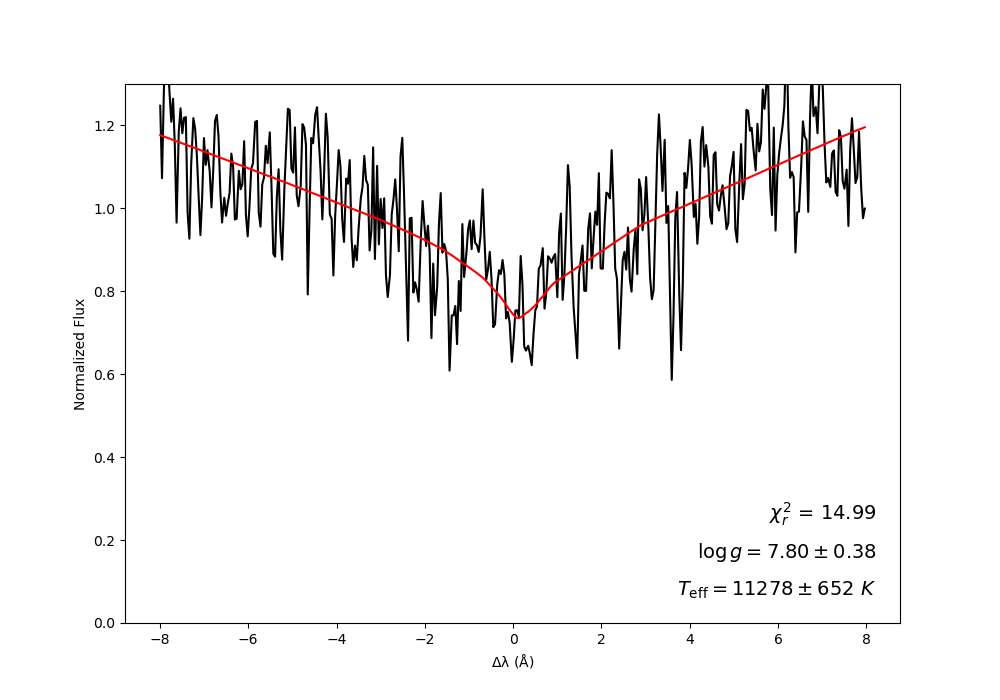 Normalized Flux
1.2
1.0
0.8
0.6
0.4
0.2
0.0
χ²ᵣ = 14.99
log g = 7.80 ± 0.38
T_eff = 11278 ± 652 K
−8 −6 −4 −2 0 2 4 6 8
Δλ (Å)